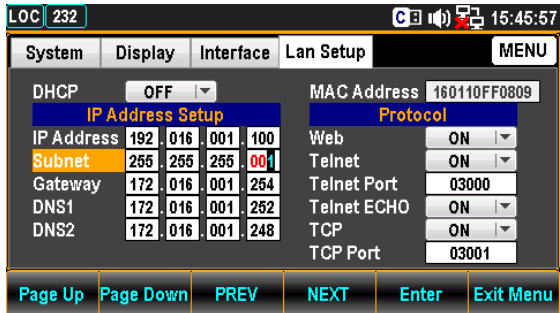 LOC 232 C 15:45:57
System Display Interface Lan Setup MENU
DHCP OFF MAC Address 160110FF0809
IP Address Setup Protocol
IP Address 192.016.001.100 Web ON
Subnet 255.255.255.001 Telnet ON
Gateway 172.016.001.254 Telnet Port 03000
DNS1 172.016.001.252 Telnet ECHO ON
DNS2 172.016.001.248 TCP ON
TCP Port 03001
Page Up Page Down PREV NEXT Enter Exit Menu